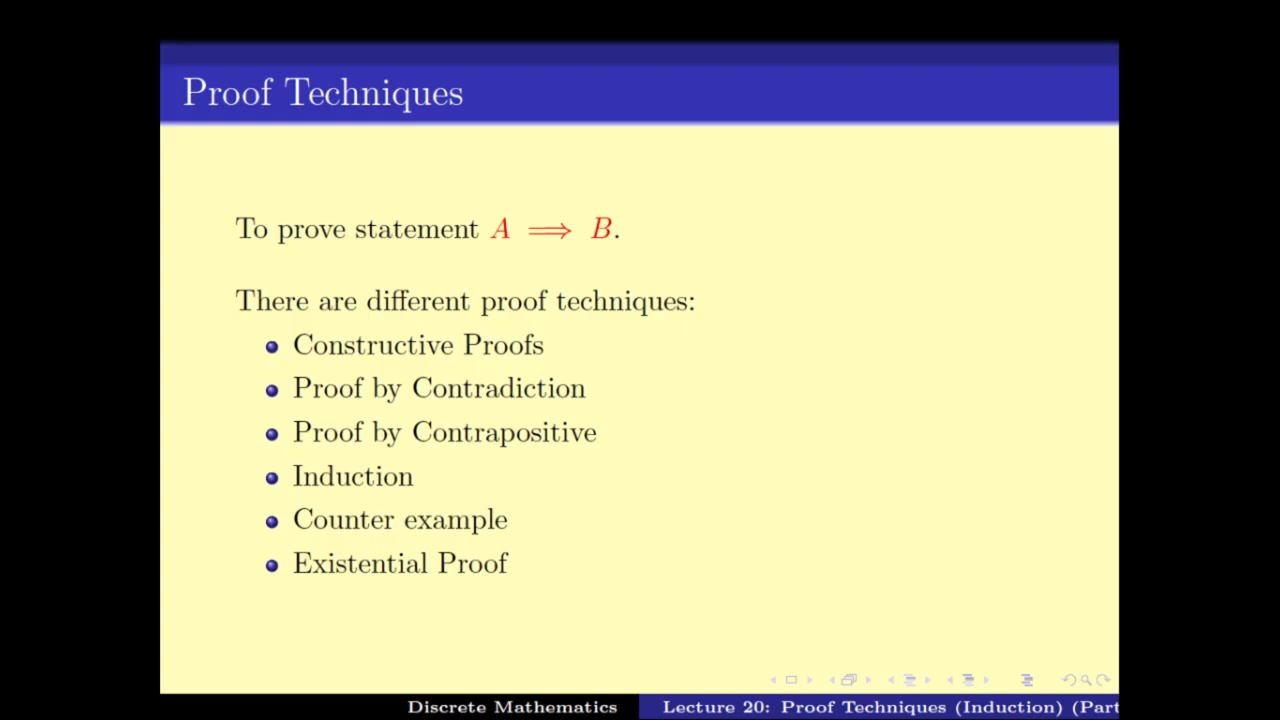 Proof Techniques
To prove statement A ⟹ B.
There are different proof techniques:
Constructive Proofs
Proof by Contradiction
Proof by Contrapositive
Induction
Counter example
Existential Proof
Discrete Mathematics Lecture 20: Proof Techniques (Induction) (Part